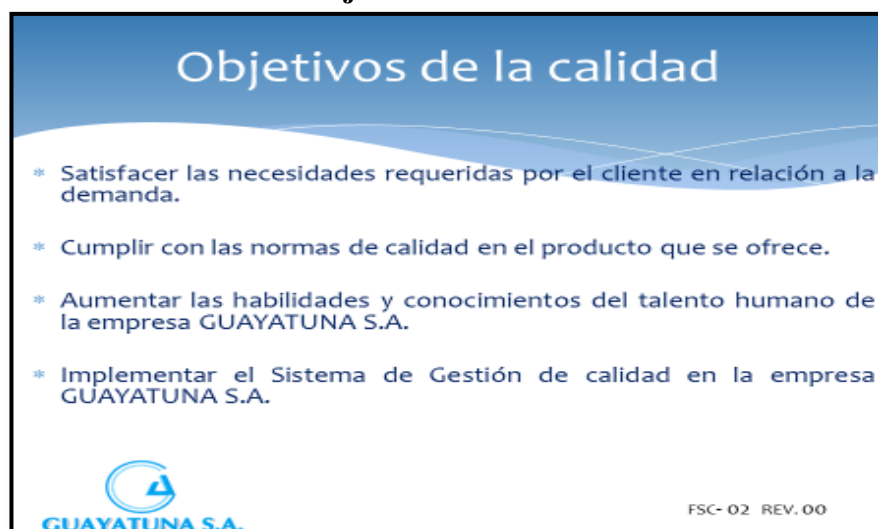 Objetivos de la calidad
* Satisfacer las necesidades requeridas por el cliente en relación a la
demanda.
* Cumplir con las normas de calidad en el producto que se ofrece.
* Aumentar las habilidades y conocimientos del talento humano de
la empresa GUAYATUNA S.A.
* Implementar el Sistema de Gestión de calidad en la empresa
GUAYATUNA S.A.
GUAYATUNA S.A.
FSC- 02 REV. 00